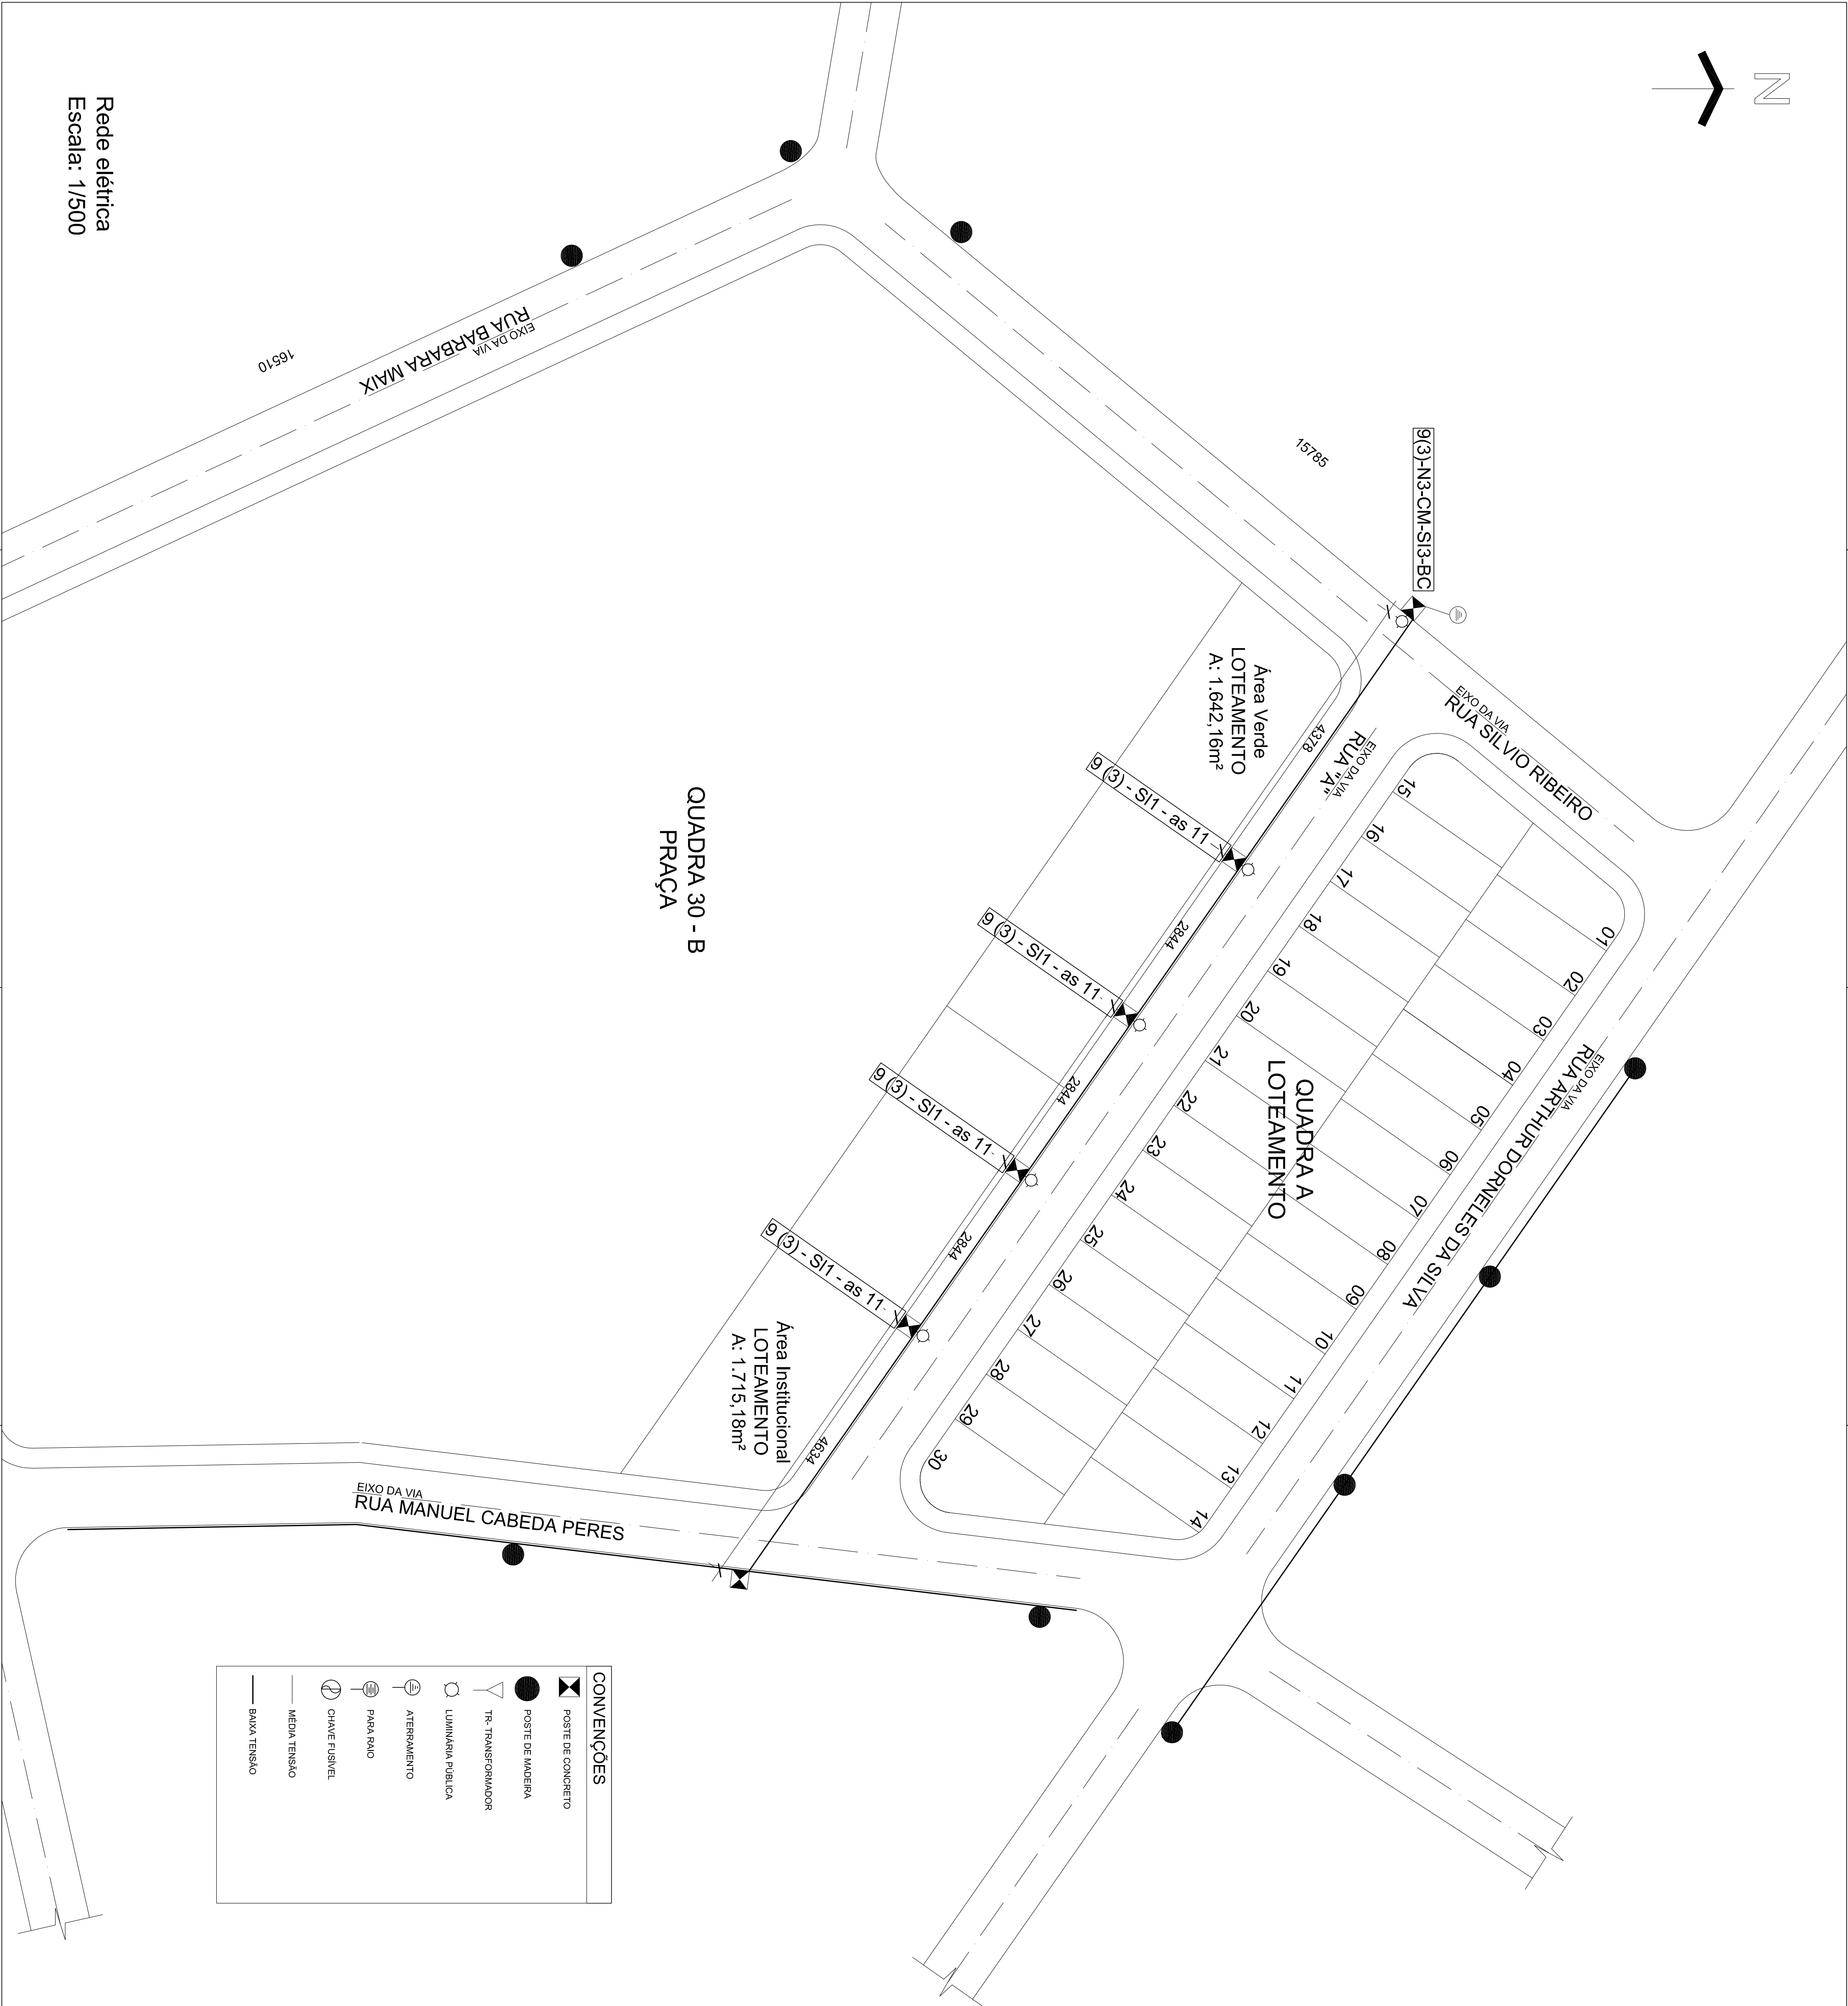 N
Rede elétrica
Escala: 1/500
EIXO DA VIA
RUA BARBARA MAIX
16510
15785
9(3)-N3-CM-SI3-BC
EIXO DA VIA
RUA SILVIO RIBEIRO
EIXO DA VIA
RUA "A"
Área Verde
LOTEAMENTO
A: 1.642,16m²
4378
9 (3) - SI1 - as 11
2844
9 (3) - SI1 - as 11
2844
9 (3) - SI1 - as 11
2844
9 (3) - SI1 - as 11
4634
Área Institucional
LOTEAMENTO
A: 1.715,18m²
QUADRA 30 - B
PRAÇA
QUADRA A
LOTEAMENTO
01
02
03
04
05
06
07
08
09
10
11
12
13
14
15
16
17
18
19
20
21
22
23
24
25
26
27
28
29
30
EIXO DA VIA
RUA ARTHUR DORNELES DA SILVA
EIXO DA VIA
RUA MANUEL CABEDA PERES
CONVENÇÕES
POSTE DE CONCRETO
POSTE DE MADEIRA
TR- TRANSFORMADOR
LUMINÁRIA PÚBLICA
ATERRAMENTO
PARA RAIO
CHAVE FUSÍVEL
MÉDIA TENSÃO
BAIXA TENSÃO